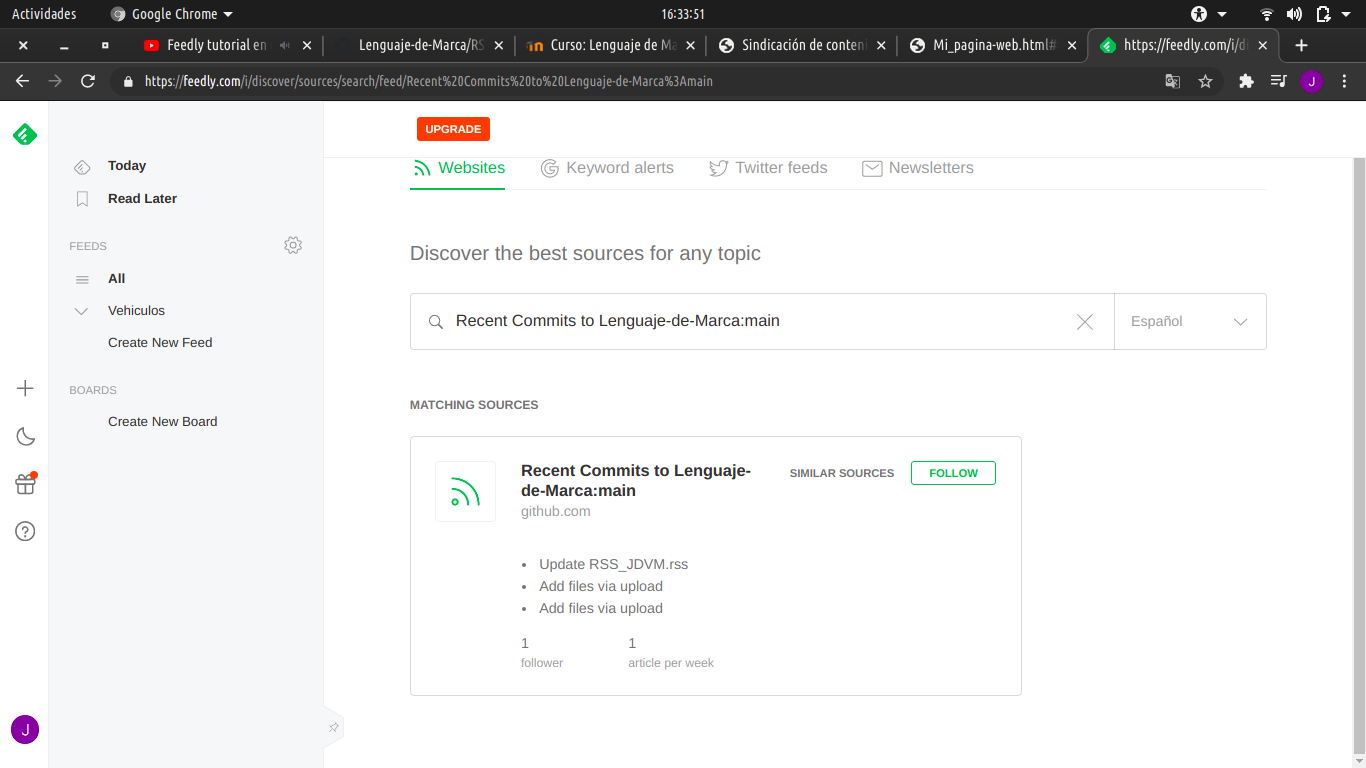 Actividades
Google Chrome
16:33:51
Feedly tutorial en
Lenguaje-de-Marca/RS
Curso: Lenguaje de Ma
Sindicación de conten
Mi_pagina-web.html#
https://feedly.com/i/di
https://feedly.com/i/discover/sources/search/feed/Recent%20Commits%20to%20Lenguaje-de-Marca%3Amain
J
UPGRADE
Today
Read Later
FEEDS
All
Vehiculos
Create New Feed
BOARDS
Create New Board
J
Websites
Keyword alerts
Twitter feeds
Newsletters
Discover the best sources for any topic
Recent Commits to Lenguaje-de-Marca:main
Español
MATCHING SOURCES
Recent Commits to Lenguaje-
de-Marca:main
github.com
SIMILAR SOURCES
FOLLOW
• Update RSS_JDVM.rss
• Add files via upload
• Add files via upload
1
follower
1
article per week